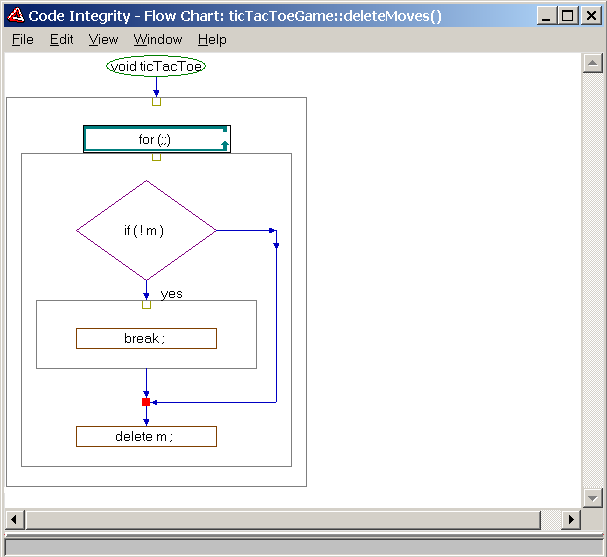 Code Integrity - Flow Chart: ticTacToeGame::deleteMoves()
File Edit View Window Help
void ticTacToe
for (;;)
if ( ! m )
yes
break ;
delete m ;